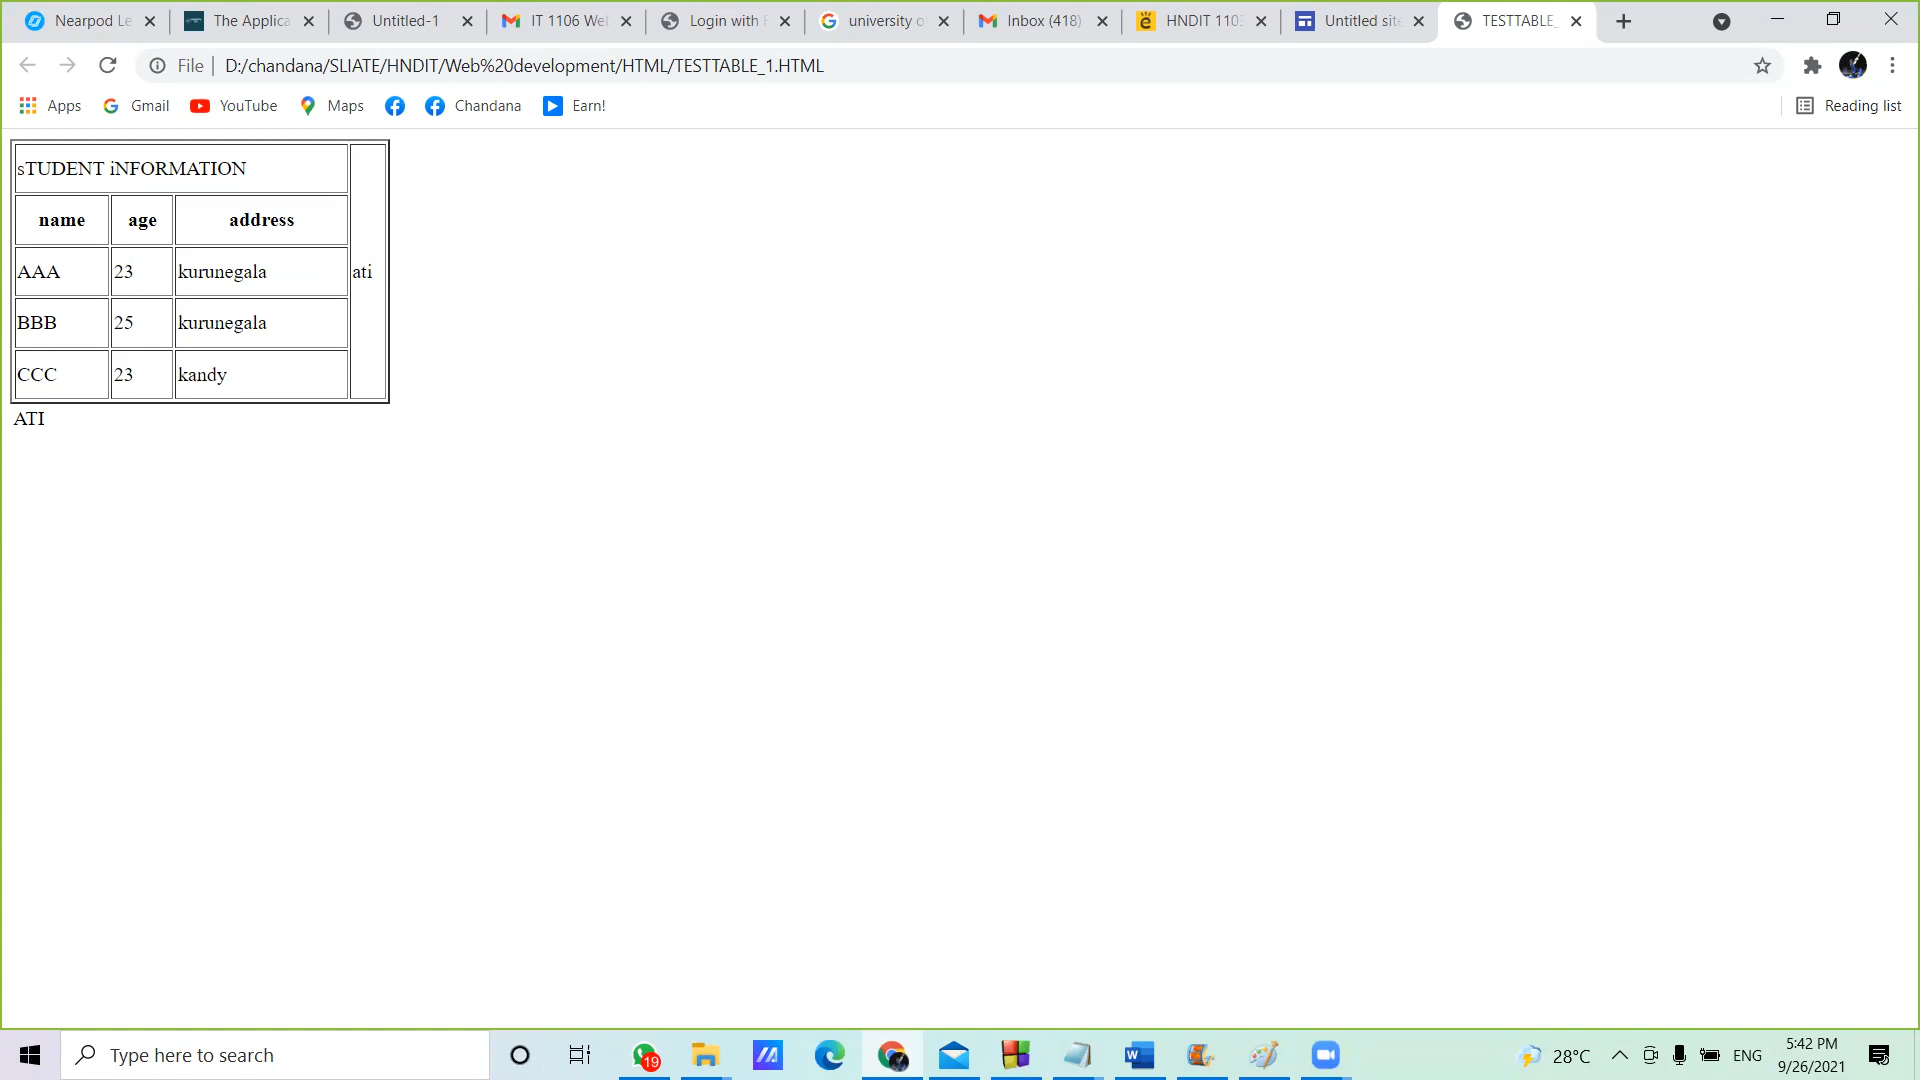 Nearpod Le
The Applica
Untitled-1
IT 1106 Wel
Login with F
university o
Inbox (418)
HNDIT 1103
Untitled site
TESTTABLE_
File
D:/chandana/SLIATE/HNDIT/Web%20development/HTML/TESTTABLE_1.HTML
Apps
Gmail
YouTube
Maps
Chandana
Earn!
Reading list
sTUDENT iNFORMATION
name age address
AAA 23 kurunegala ati
BBB 25 kurunegala
CCC 23 kandy
ATI
Type here to search
19
28°C
ENG
5:42 PM
9/26/2021